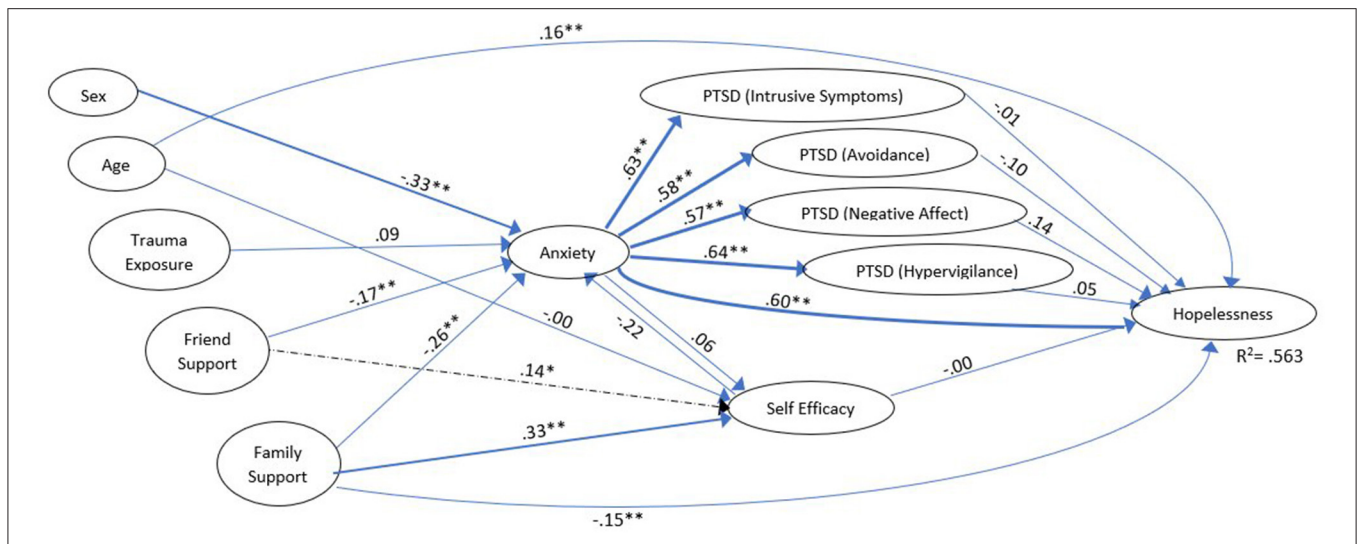 .16**
Sex
PTSD (Intrusive Symptoms)
-.01
Age
-.33**
.63**
PTSD (Avoidance)
-.10
.58**
Trauma
Exposure
.09
Anxiety
.57**
PTSD (Negative Affect)
.14
.64**
PTSD (Hypervigilance)
.05
-.17**
.60**
Hopelessness
Friend
Support
-.26**
-.00
-.22
.06
R²= .563
.14*
-.00
Self Efficacy
.33**
Family
Support
-.15**